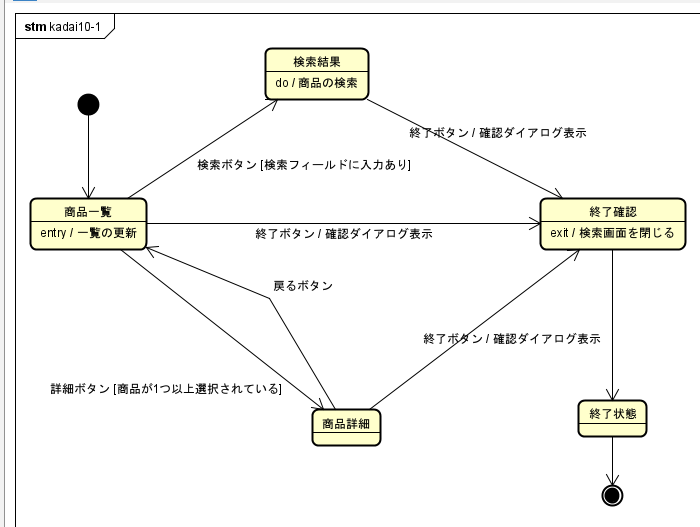 stm kadai10-1
検索結果
do / 商品の検索
終了ボタン / 確認ダイアログ表示
検索ボタン [検索フィールドに入力あり]
商品一覧
entry / 一覧の更新
終了確認
exit / 検索画面を閉じる
終了ボタン / 確認ダイアログ表示
戻るボタン
終了ボタン / 確認ダイアログ表示
詳細ボタン [商品が1つ以上選択されている]
商品詳細
終了状態